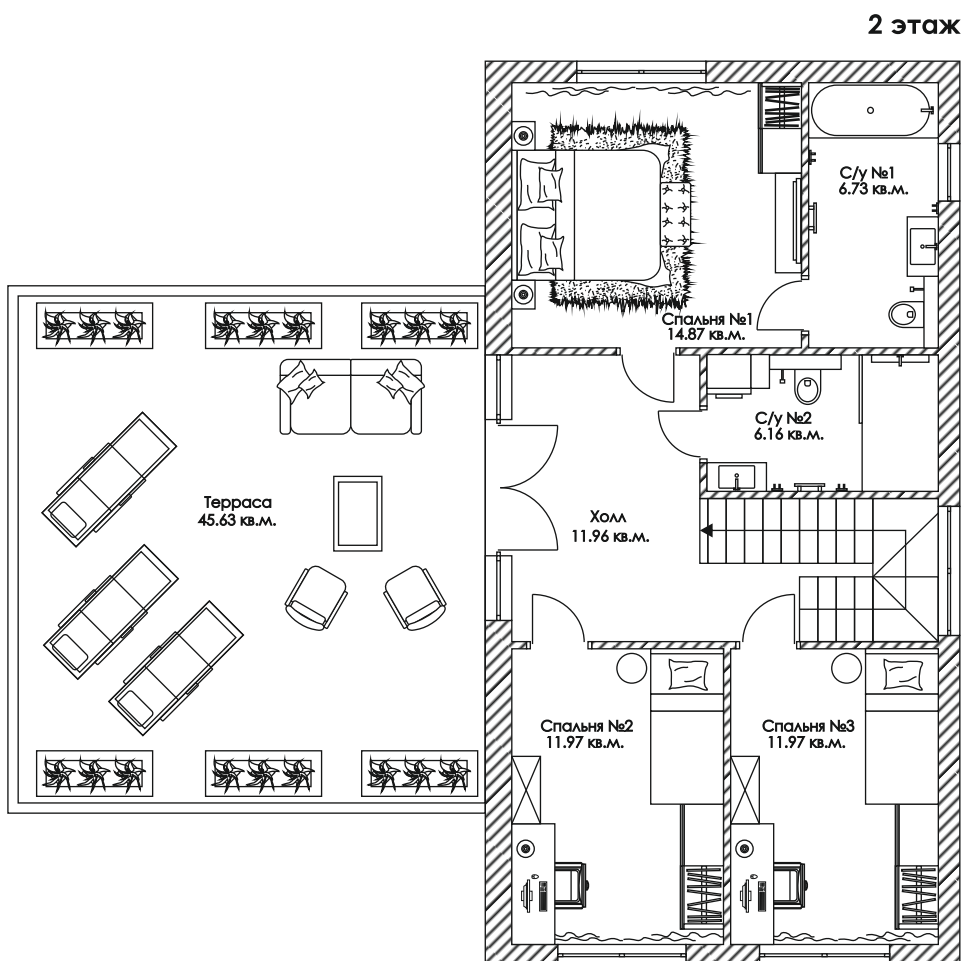 2 этаж
С/у №1
6.73 кв.м.
Спальня №1
14.87 кв.м.
С/у №2
6.16 кв.м.
Терраса
45.63 кв.м.
Холл
11.96 кв.м.
Спальня №2
11.97 кв.м.
Спальня №3
11.97 кв.м.